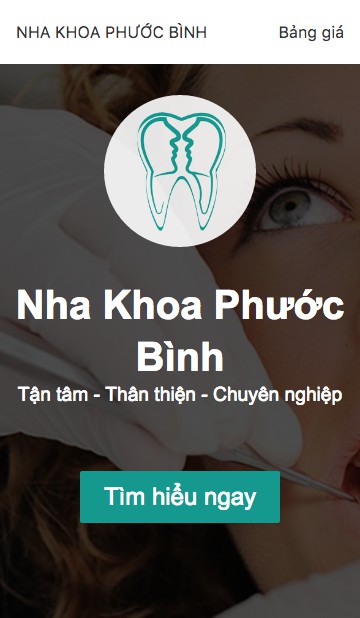 NHA KHOA PHƯỚC BÌNH
Bảng giá
Nha Khoa Phước
Bình
Tận tâm - Thân thiện - Chuyên nghiệp
Tìm hiểu ngay